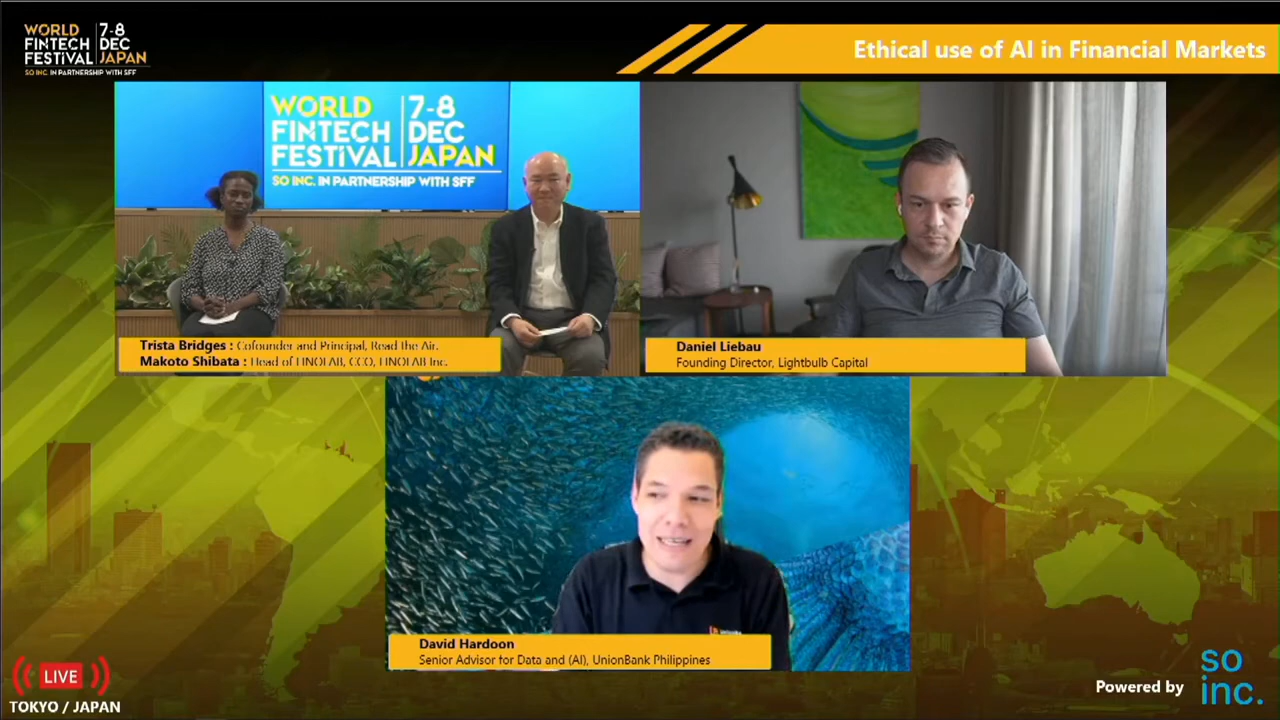 WORLD
FINTECH
FESTIVAL
7-8
DEC
JAPAN
SO INC. IN PARTNERSHIP WITH SFF
Ethical use of AI in Financial Markets
WORLD
FINTECH
FESTIVAL
7-8
DEC
JAPAN
SO INC. IN PARTNERSHIP WITH SFF
Trista Bridges : Cofounder and Principal, Read the Air.
Makoto Shibata : Head of FINOLAB, CCO, FINOLAB Inc.
Daniel Liebau
Founding Director, Lightbulb Capital
David Hardoon
Senior Advisor for Data and (AI), UnionBank Philippines
LIVE
TOKYO / JAPAN
Powered by
so
inc.